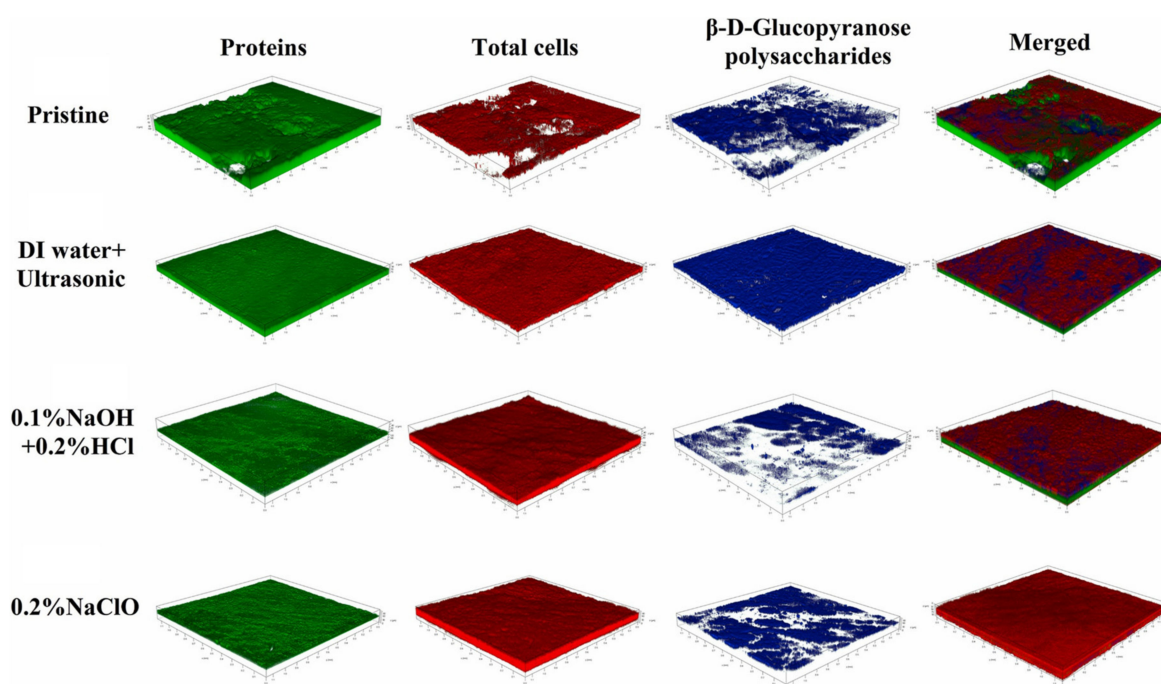 Proteins
Total cells
β-D-Glucopyranose
polysaccharides
Merged
Pristine
DI water+
Ultrasonic
0.1%NaOH
+0.2%HCl
0.2%NaClO